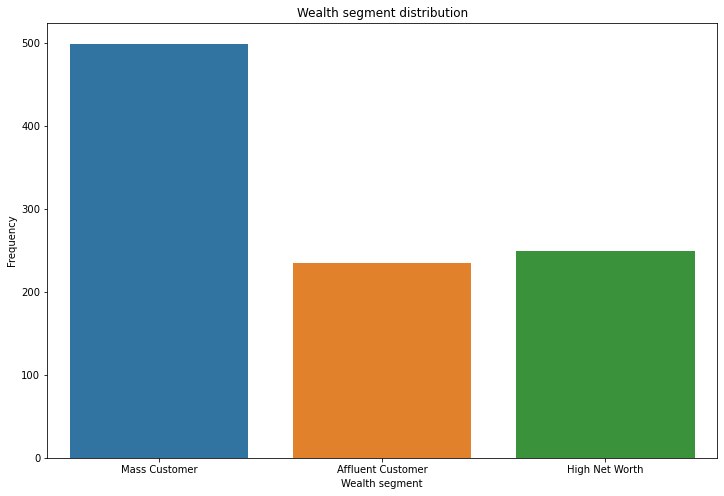 Wealth segment distribution
500
400
300
200
100
0
Frequency
Mass Customer
Affluent Customer
High Net Worth
Wealth segment